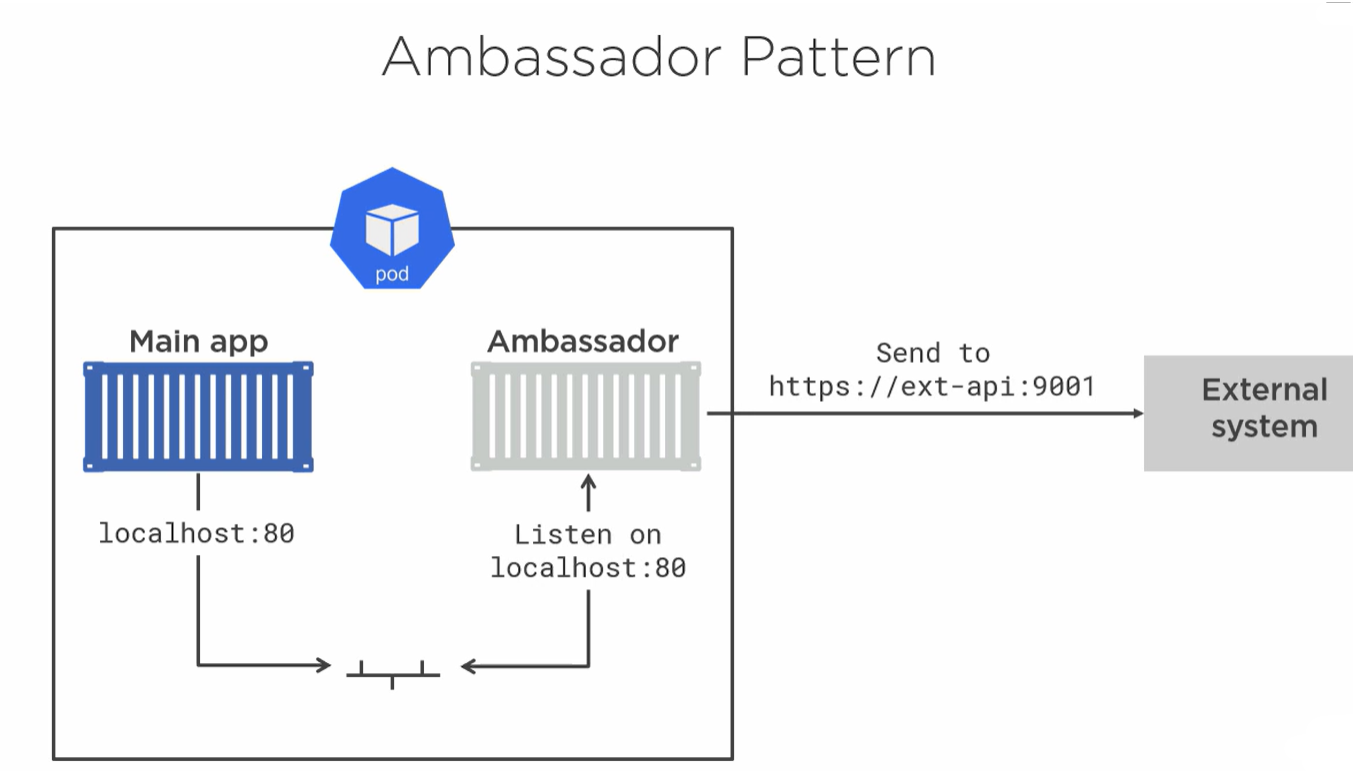 Ambassador Pattern
pod
Main app
Ambassador
Send to
https://ext-api:9001
External
system
localhost:80
Listen on
localhost:80